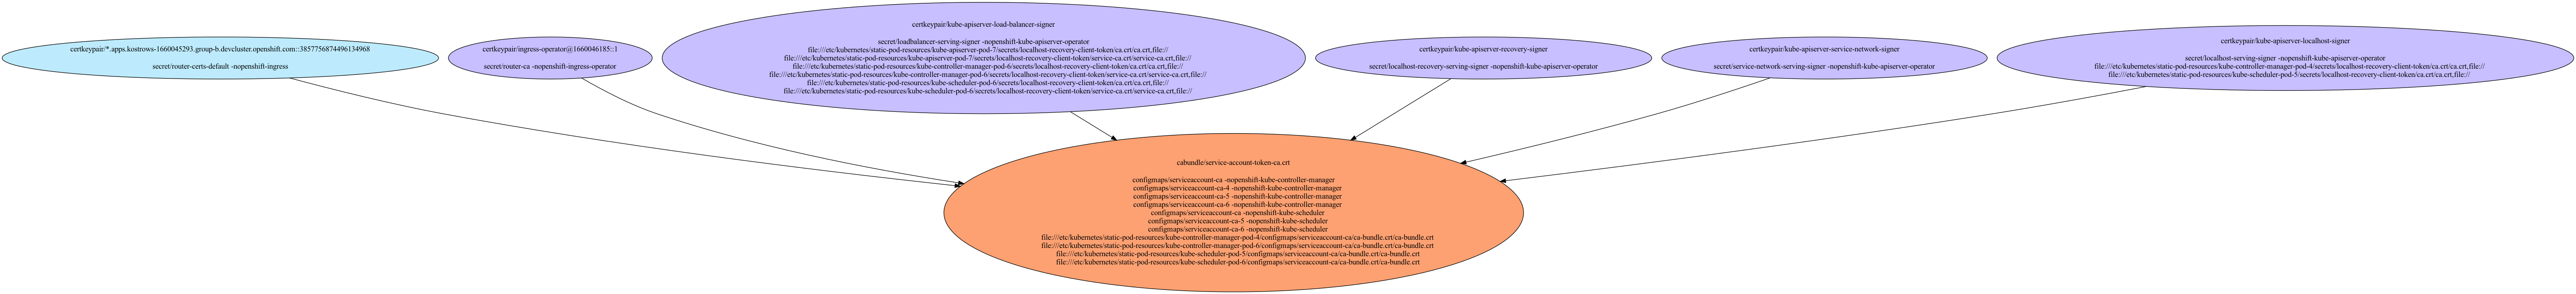 certkeypair/*.apps.kostrows-1660045293.group-b.devcluster.openshift.com::3857756874496134968
secret/router-certs-default -nopenshift-ingress
certkeypair/ingress-operator@1660046185::1
secret/router-ca -nopenshift-ingress-operator
certkeypair/kube-apiserver-load-balancer-signer
secret/loadbalancer-serving-signer -nopenshift-kube-apiserver-operator
file:///etc/kubernetes/static-pod-resources/kube-apiserver-pod-7/secrets/localhost-recovery-client-token/ca.crt/ca.crt,file://
file:///etc/kubernetes/static-pod-resources/kube-apiserver-pod-7/secrets/localhost-recovery-client-token/service-ca.crt/service-ca.crt,file://
file:///etc/kubernetes/static-pod-resources/kube-controller-manager-pod-6/secrets/localhost-recovery-client-token/ca.crt/ca.crt,file://
file:///etc/kubernetes/static-pod-resources/kube-controller-manager-pod-6/secrets/localhost-recovery-client-token/service-ca.crt/service-ca.crt,file://
file:///etc/kubernetes/static-pod-resources/kube-scheduler-pod-6/secrets/localhost-recovery-client-token/ca.crt/ca.crt,file://
file:///etc/kubernetes/static-pod-resources/kube-scheduler-pod-6/secrets/localhost-recovery-client-token/service-ca.crt/service-ca.crt,file://
certkeypair/kube-apiserver-recovery-signer
secret/localhost-recovery-serving-signer -nopenshift-kube-apiserver-operator
certkeypair/kube-apiserver-service-network-signer
secret/service-network-serving-signer -nopenshift-kube-apiserver-operator
certkeypair/kube-apiserver-localhost-signer
secret/localhost-serving-signer -nopenshift-kube-apiserver-operator
file:///etc/kubernetes/static-pod-resources/kube-controller-manager-pod-4/secrets/localhost-recovery-client-token/ca.crt/ca.crt,file://
file:///etc/kubernetes/static-pod-resources/kube-scheduler-pod-5/secrets/localhost-recovery-client-token/ca.crt/ca.crt,file://
cabundle/service-account-token-ca.crt
configmaps/serviceaccount-ca -nopenshift-kube-controller-manager
configmaps/serviceaccount-ca-4 -nopenshift-kube-controller-manager
configmaps/serviceaccount-ca-5 -nopenshift-kube-controller-manager
configmaps/serviceaccount-ca-6 -nopenshift-kube-controller-manager
configmaps/serviceaccount-ca -nopenshift-kube-scheduler
configmaps/serviceaccount-ca-5 -nopenshift-kube-scheduler
configmaps/serviceaccount-ca-6 -nopenshift-kube-scheduler
file:///etc/kubernetes/static-pod-resources/kube-controller-manager-pod-4/configmaps/serviceaccount-ca/ca-bundle.crt/ca-bundle.crt
file:///etc/kubernetes/static-pod-resources/kube-controller-manager-pod-6/configmaps/serviceaccount-ca/ca-bundle.crt/ca-bundle.crt
file:///etc/kubernetes/static-pod-resources/kube-scheduler-pod-5/configmaps/serviceaccount-ca/ca-bundle.crt/ca-bundle.crt
file:///etc/kubernetes/static-pod-resources/kube-scheduler-pod-6/configmaps/serviceaccount-ca/ca-bundle.crt/ca-bundle.crt